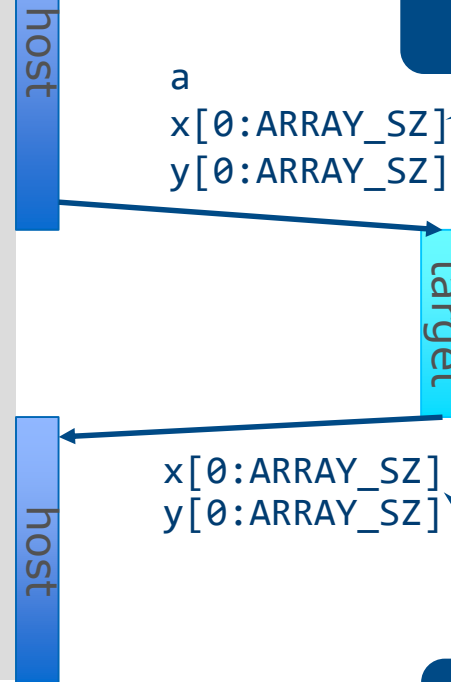 host
a
x[0:ARRAY_SZ]
y[0:ARRAY_SZ]
target
x[0:ARRAY_SZ]
y[0:ARRAY_SZ]
host